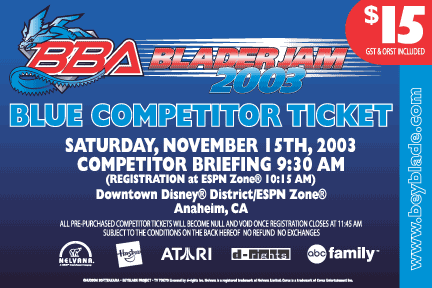 $15
GST & QRST INCLUDED
BBA BLADERJAM
2003
BLUE COMPETITOR TICKET
SATURDAY, NOVEMBER 15TH, 2003
COMPETITOR BRIEFING 9:30 AM
(REGISTRATION at ESPN Zone® 10:15 AM)
Downtown Disney® District/ESPN Zone®
Anaheim, CA
ALL PRE-PURCHASED COMPETITOR TICKETS WILL BECOME NULL AND VOID ONCE REGISTRATION CLOSES AT 11:45 AM
SUBJECT TO THE CONDITIONS ON THE BACK HEREOF NO REFUND NO EXCHANGES
NELVANA
Hasbro
ATARI
d-rights
abc family
www.beyblade.com